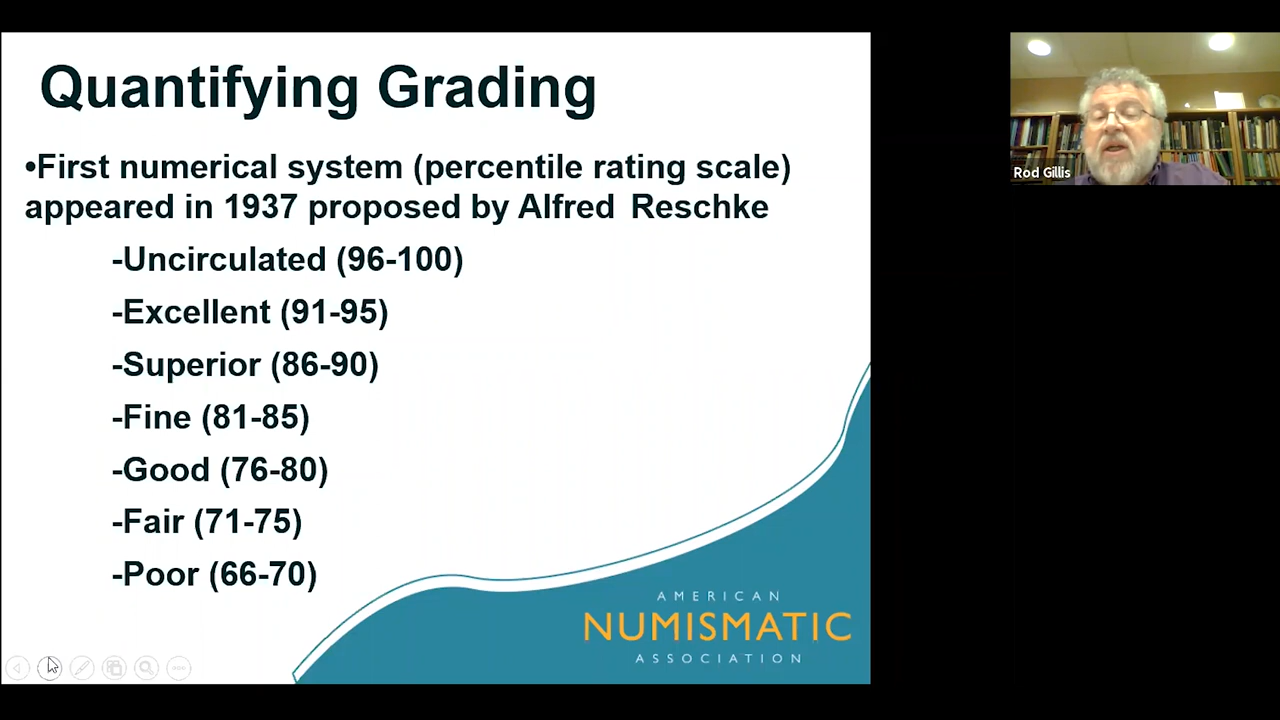 Quantifying Grading
•First numerical system (percentile rating scale)
appeared in 1937 proposed by Alfred Reschke
-Uncirculated (96-100)
-Excellent (91-95)
-Superior (86-90)
-Fine (81-85)
-Good (76-80)
-Fair (71-75)
-Poor (66-70)
AMERICAN
NUMISMATIC
ASSOCIATION
Rod Gillis